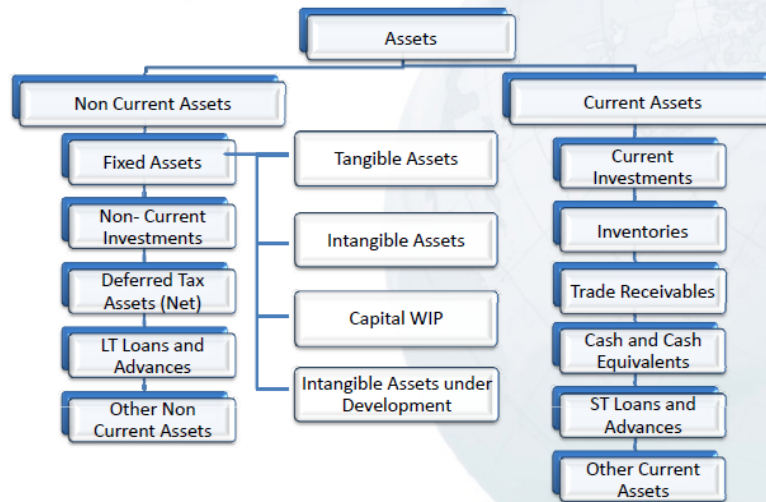 Assets
Non Current Assets
Current Assets
Fixed Assets
Tangible Assets
Current
Investments
Non- Current
Investments
Intangible Assets
Inventories
Deferred Tax
Assets (Net)
Capital WIP
Trade Receivables
LT Loans and
Advances
Intangible Assets under
Development
Cash and Cash
Equivalents
Other Non
Current Assets
ST Loans and
Advances
Other Current
Assets